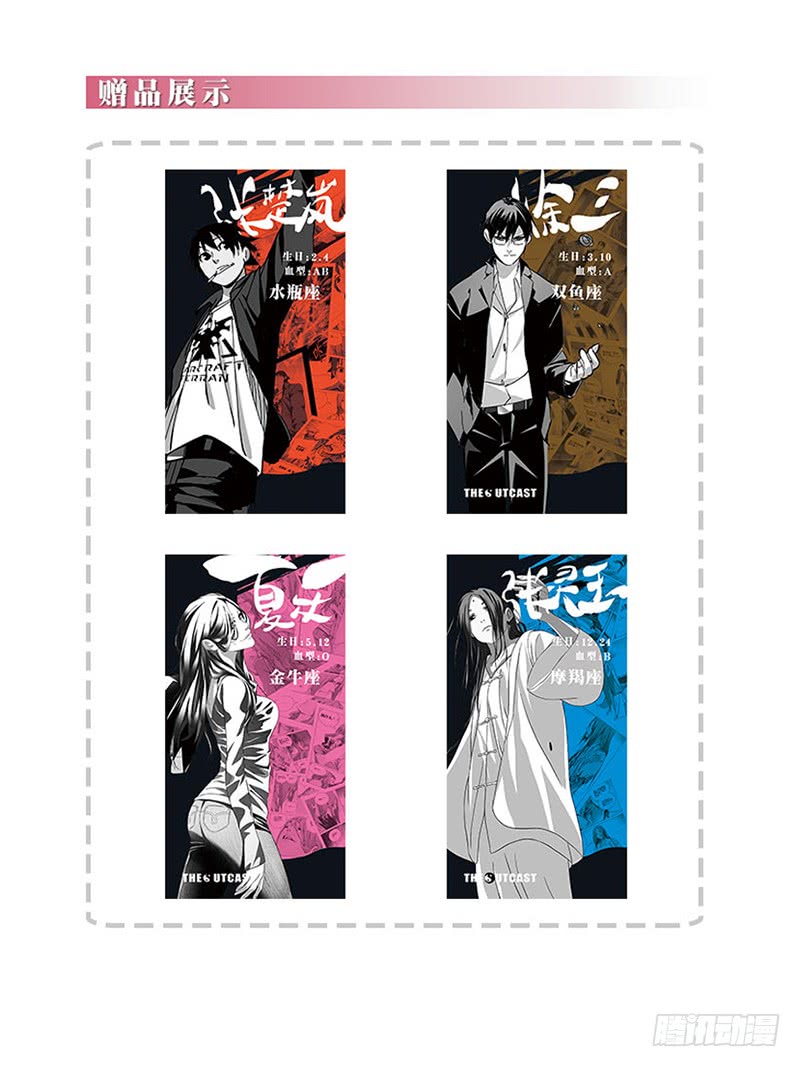 赠品展示
张楚岚
生日:2.4
血型:AB
水瓶座
ARCRAFT
TERRAN
徐三
生日:3.10
血型:A
双鱼座
THE OUTCAST
夏禾
生日:5.12
血型:O
金牛座
THE OUTCAST
张灵玉
生日:12.24
血型:B
摩羯座
THE OUTCAST
腾讯动漫